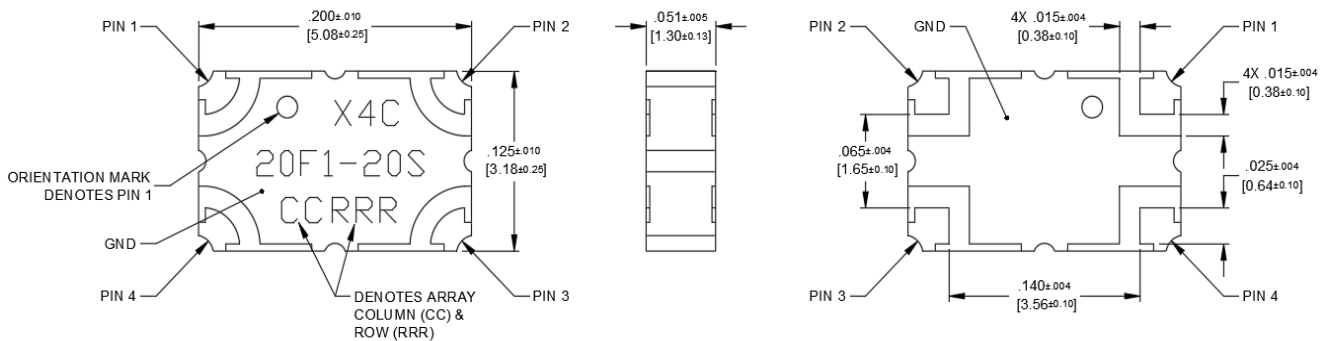 PIN 1
.200±.010
[5.08±0.25]
PIN 2
X4C
20F1-20S
CCRRR
.125±.010
[3.18±0.25]
ORIENTATION MARK
DENOTES PIN 1
GND
PIN 4
DENOTES ARRAY
COLUMN (CC) &
ROW (RRR)
PIN 3
.051±.005
[1.30±0.13]
PIN 2
GND
4X .015±.004
[0.38±0.10]
PIN 1
4X .015±.004
[0.38±0.10]
.065±.004
[1.65±0.10]
.025±.004
[0.64±0.10]
PIN 3
.140±.004
[3.56±0.10]
PIN 4